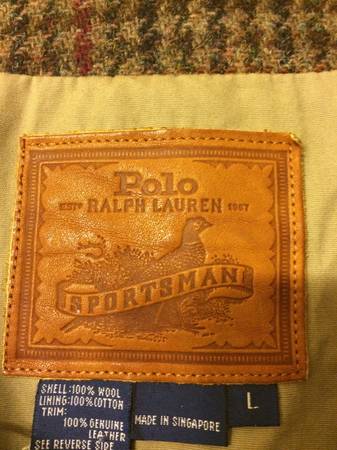 Polo
ESTD RALPH LAUREN 1967
SPORTSMAN
SHELL:100% WOOL
LINING:100%COTTON
TRIM:
100% GENUINE
LEATHER
SEE REVERSE SIDE
MADE IN SINGAPORE
L